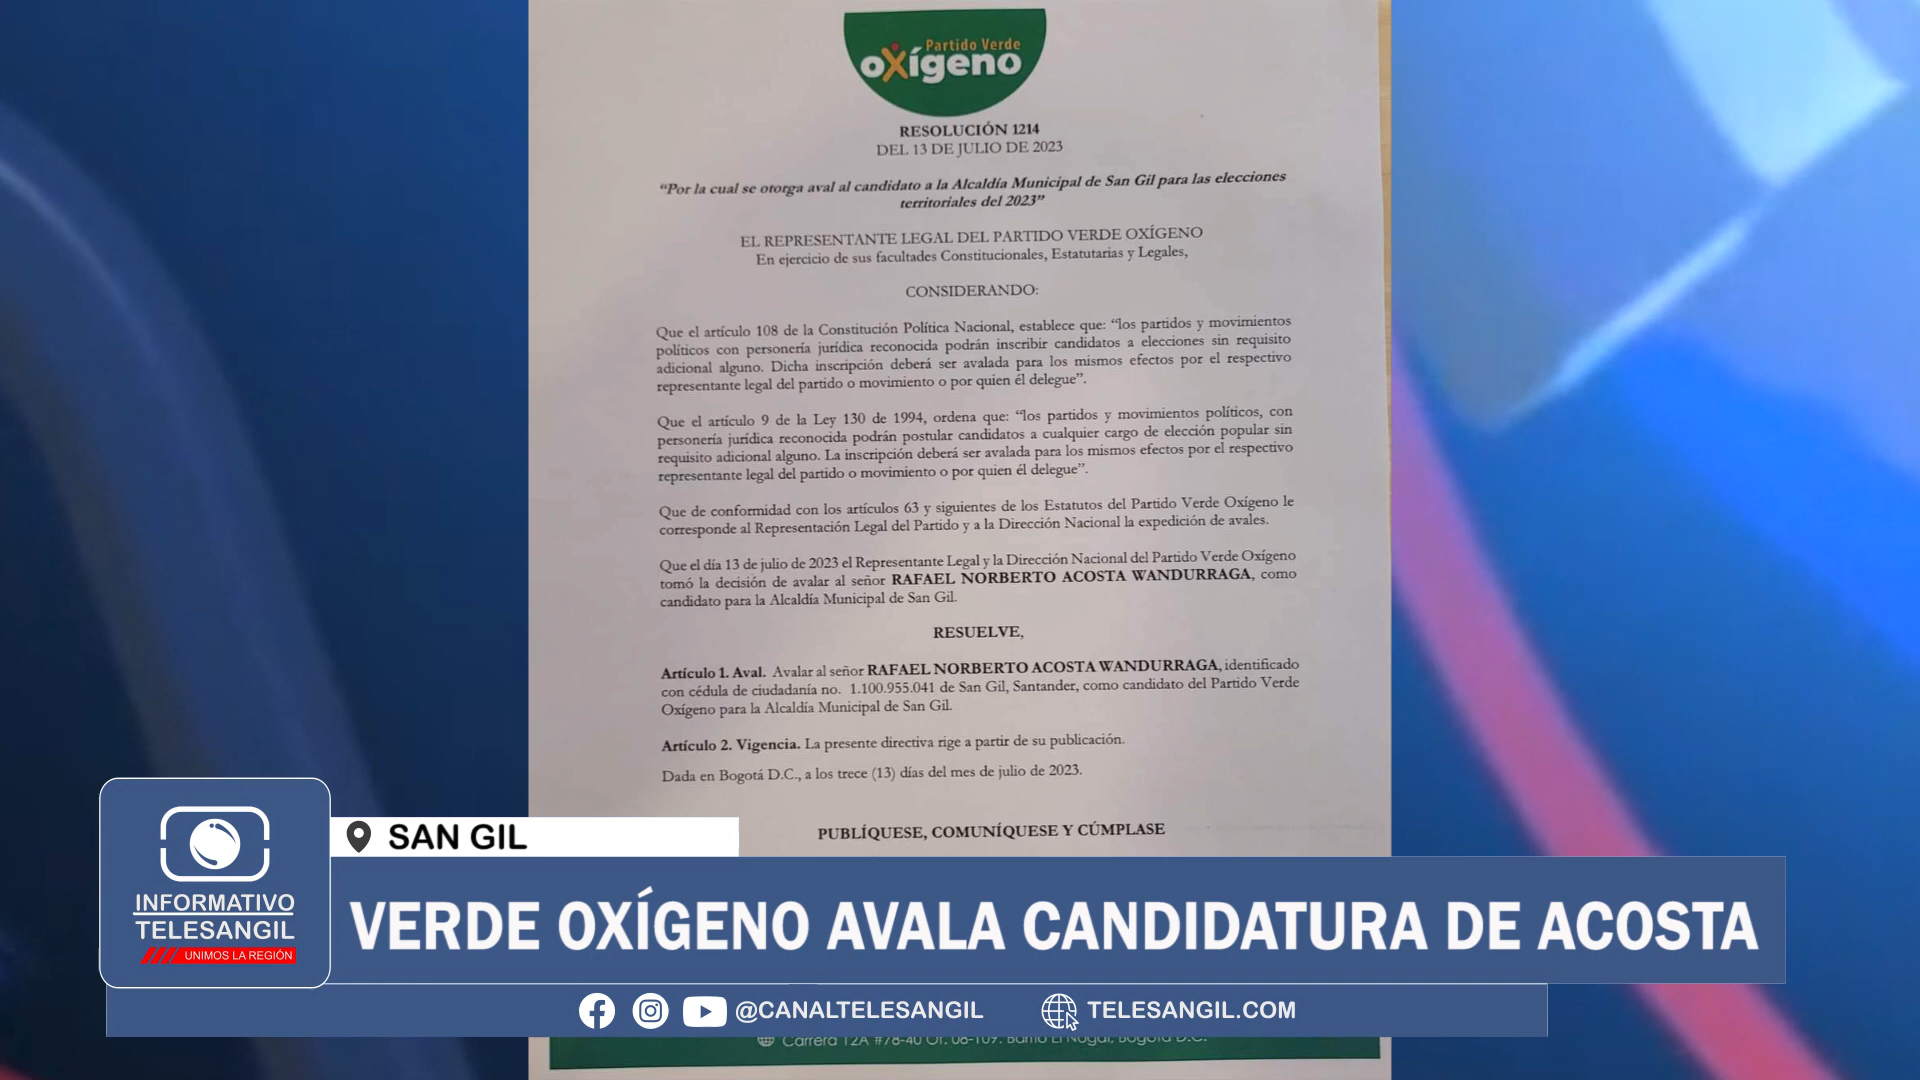 Partido Verde
oxígeno
RESOLUCIÓN 1214
DEL 13 DE JULIO DE 2023
“Por la cual se otorga aval al candidato a la Alcaldía Municipal de San Gil para las elecciones
territoriales del 2023”
EL REPRESENTANTE LEGAL DEL PARTIDO VERDE OXÍGENO
En ejercicio de sus facultades Constitucionales, Estatutarias y Legales,
CONSIDERANDO:
Que el artículo 108 de la Constitución Política Nacional, establece que: “los partidos y movimientos
políticos con personería jurídica reconocida podrán inscribir candidatos a elecciones sin requisito
adicional alguno. Dicha inscripción deberá ser avalada para los mismos efectos por el respectivo
representante legal del partido o movimiento o por quien él delegue”.
Que el artículo 9 de la Ley 130 de 1994, ordena que: “los partidos y movimientos políticos, con
personería jurídica reconocida podrán postular candidatos a cualquier cargo de elección popular sin
requisito adicional alguno. La inscripción deberá ser avalada para los mismos efectos por el respectivo
representante legal del partido o movimiento o por quien él delegue”.
Que de conformidad con los artículos 63 y siguientes de los Estatutos del Partido Verde Oxígeno le
corresponde al Representación Legal del Partido y a la Dirección Nacional la expedición de avales.
Que el día 13 de julio de 2023 el Representante Legal y la Dirección Nacional del Partido Verde Oxígeno
tomó la decisión de avalar al señor RAFAEL NORBERTO ACOSTA WANDURRAGA, como
candidato para la Alcaldía Municipal de San Gil.
RESUELVE,
Artículo 1. Aval. Avalar al señor RAFAEL NORBERTO ACOSTA WANDURRAGA, identificado
con cédula de ciudadanía no. 1.100.955.041 de San Gil, Santander, como candidato del Partido Verde
Oxígeno para la Alcaldía Municipal de San Gil.
Artículo 2. Vigencia. La presente directiva rige a partir de su publicación.
Dada en Bogotá D.C., a los trece (13) días del mes de julio de 2023.
PUBLÍQUESE, COMUNÍQUESE Y CÚMPLASE
SAN GIL
INFORMATIVO
TELESANGIL
UNIMOS LA REGIÓN
VERDE OXÍGENO AVALA CANDIDATURA DE ACOSTA
@CANALTELESANGIL TELESANGIL.COM
Carrera 12A #78-40 Of. Barrio El Nogal, Bogotá D.C.